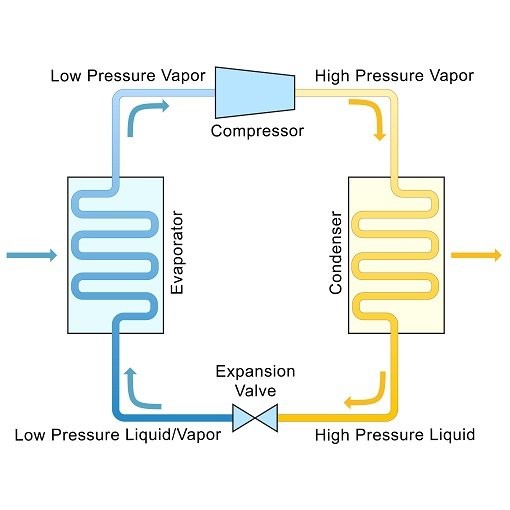 Low Pressure Vapor
High Pressure Vapor
Compressor
Evaporator
Condenser
Expansion
Valve
Low Pressure Liquid/Vapor
High Pressure Liquid